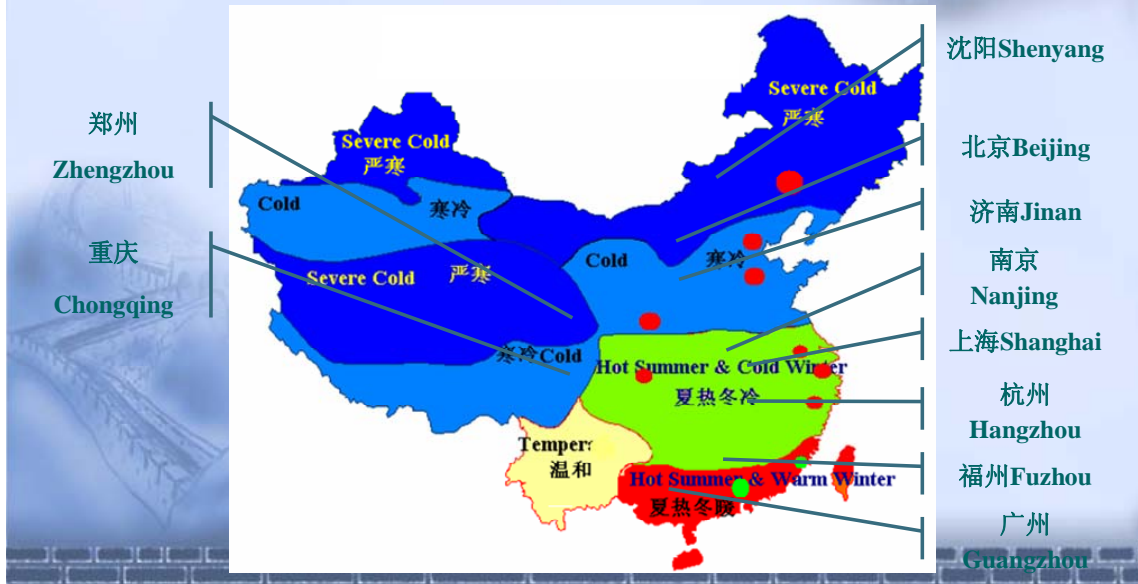 郑州
Zhengzhou
重庆
Chongqing
Severe Cold
严寒
Severe Cold
严寒
Cold
寒冷
Severe Cold
严寒
Cold
寒冷
寒冷Cold
Hot Summer & Cold Winter
夏热冬冷
Temper
温和
Hot Summer & Warm Winter
夏热冬暖
沈阳Shenyang
北京Beijing
济南Jinan
南京
Nanjing
上海Shanghai
杭州
Hangzhou
福州Fuzhou
广州
Guangzhou